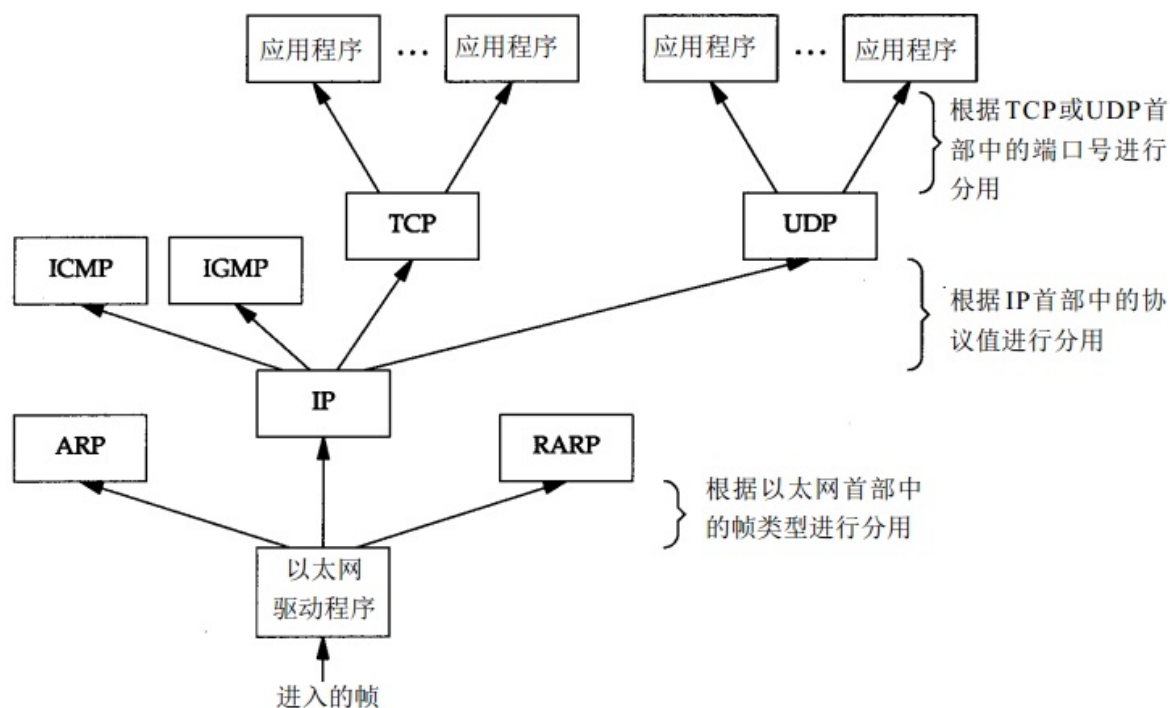 应用程序 … 应用程序 应用程序 … 应用程序
根据TCP或UDP首
部中的端口号进行
分用
TCP
UDP
ICMP
IGMP
根据IP首部中的协
议值进行分用
IP
ARP
RARP
根据以太网首部中
的帧类型进行分用
以太网
驱动程序
进入的帧